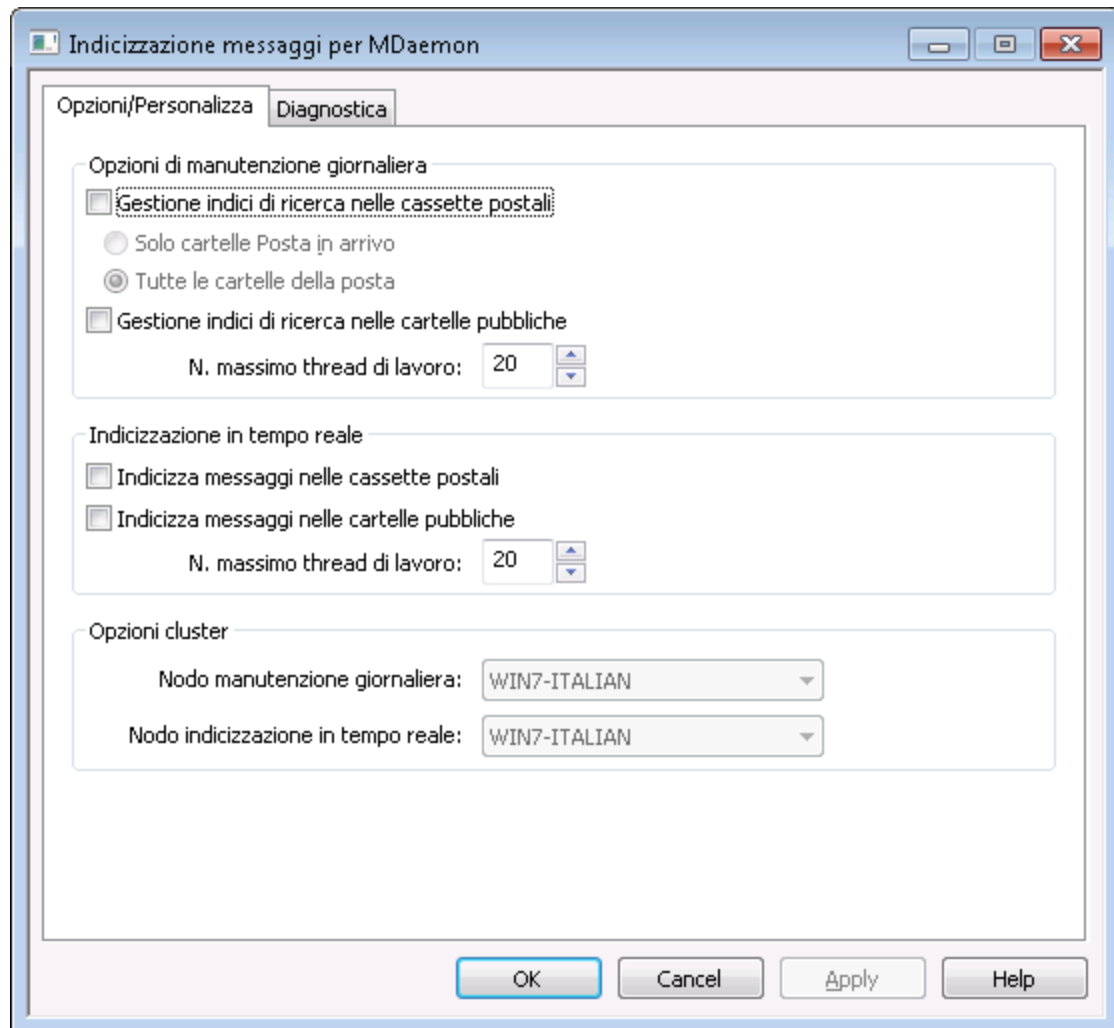 Indicizzazione messaggi per MDaemon
Opzioni/Personalizza
Diagnostica
Opzioni di manutenzione giornaliera
Gestione indici di ricerca nelle cassette postali
Solo cartelle Posta in arrivo
Tutte le cartelle della posta
Gestione indici di ricerca nelle cartelle pubbliche
N. massimo thread di lavoro: 20
Indicizzazione in tempo reale
Indicizza messaggi nelle cassette postali
Indicizza messaggi nelle cartelle pubbliche
N. massimo thread di lavoro: 20
Opzioni cluster
Nodo manutenzione giornaliera: WIN7-ITALIAN
Nodo indicizzazione in tempo reale: WIN7-ITALIAN
OK Cancel Apply Help